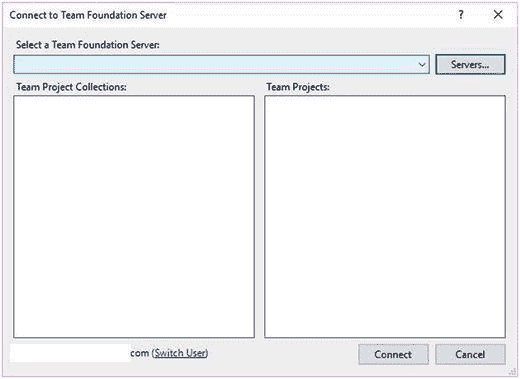 Connect to Team Foundation Server ? ✕
Select a Team Foundation Server:
Servers...
Team Project Collections: Team Projects:
com (Switch User) Connect Cancel